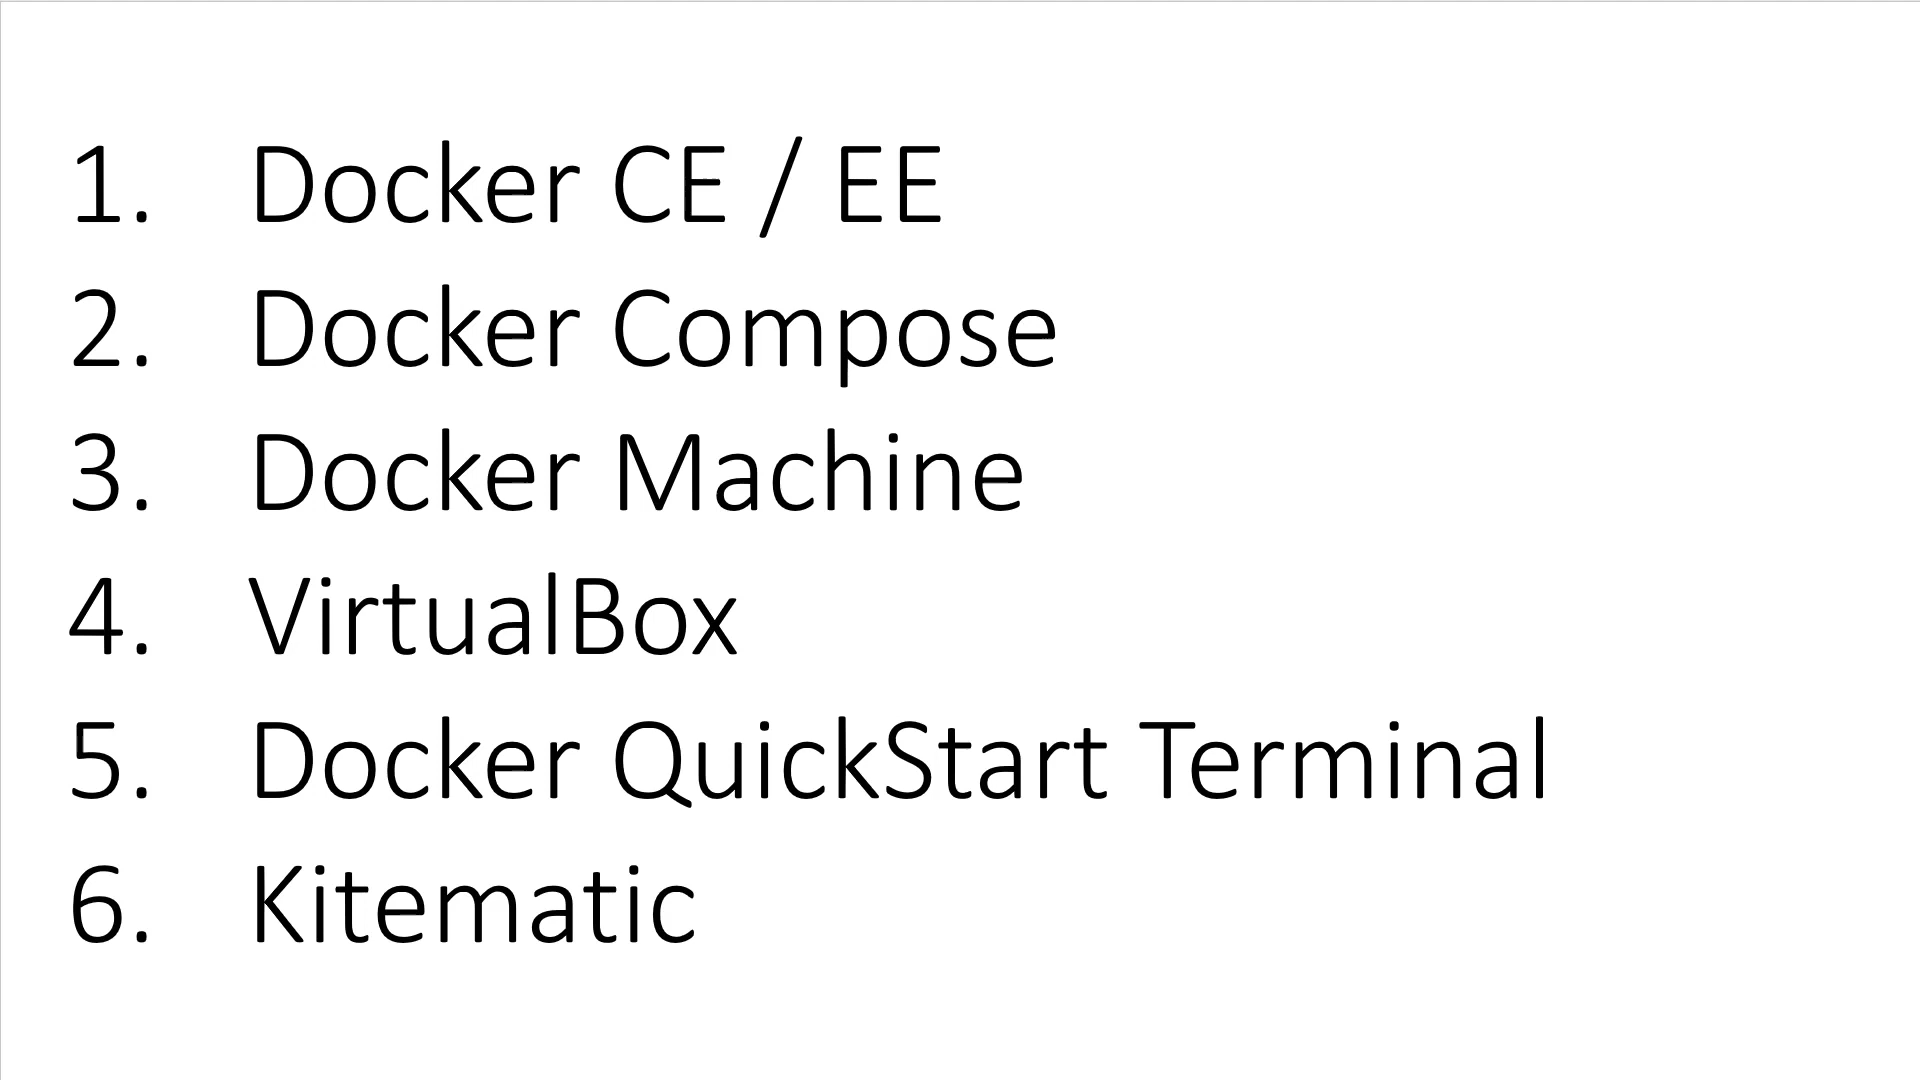 1. Docker CE / EE
2. Docker Compose
3. Docker Machine
4. VirtualBox
5. Docker QuickStart Terminal
6. Kitematic